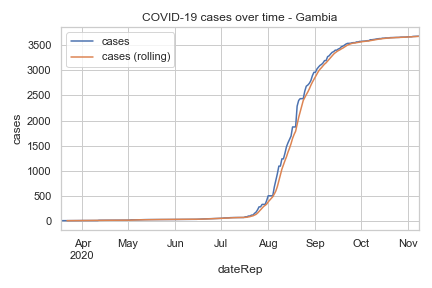 COVID-19 cases over time - Gambia
cases
cases (rolling)
cases
3500
3000
2500
2000
1500
1000
500
0
Apr May Jun Jul Aug Sep Oct Nov
2020
dateRep